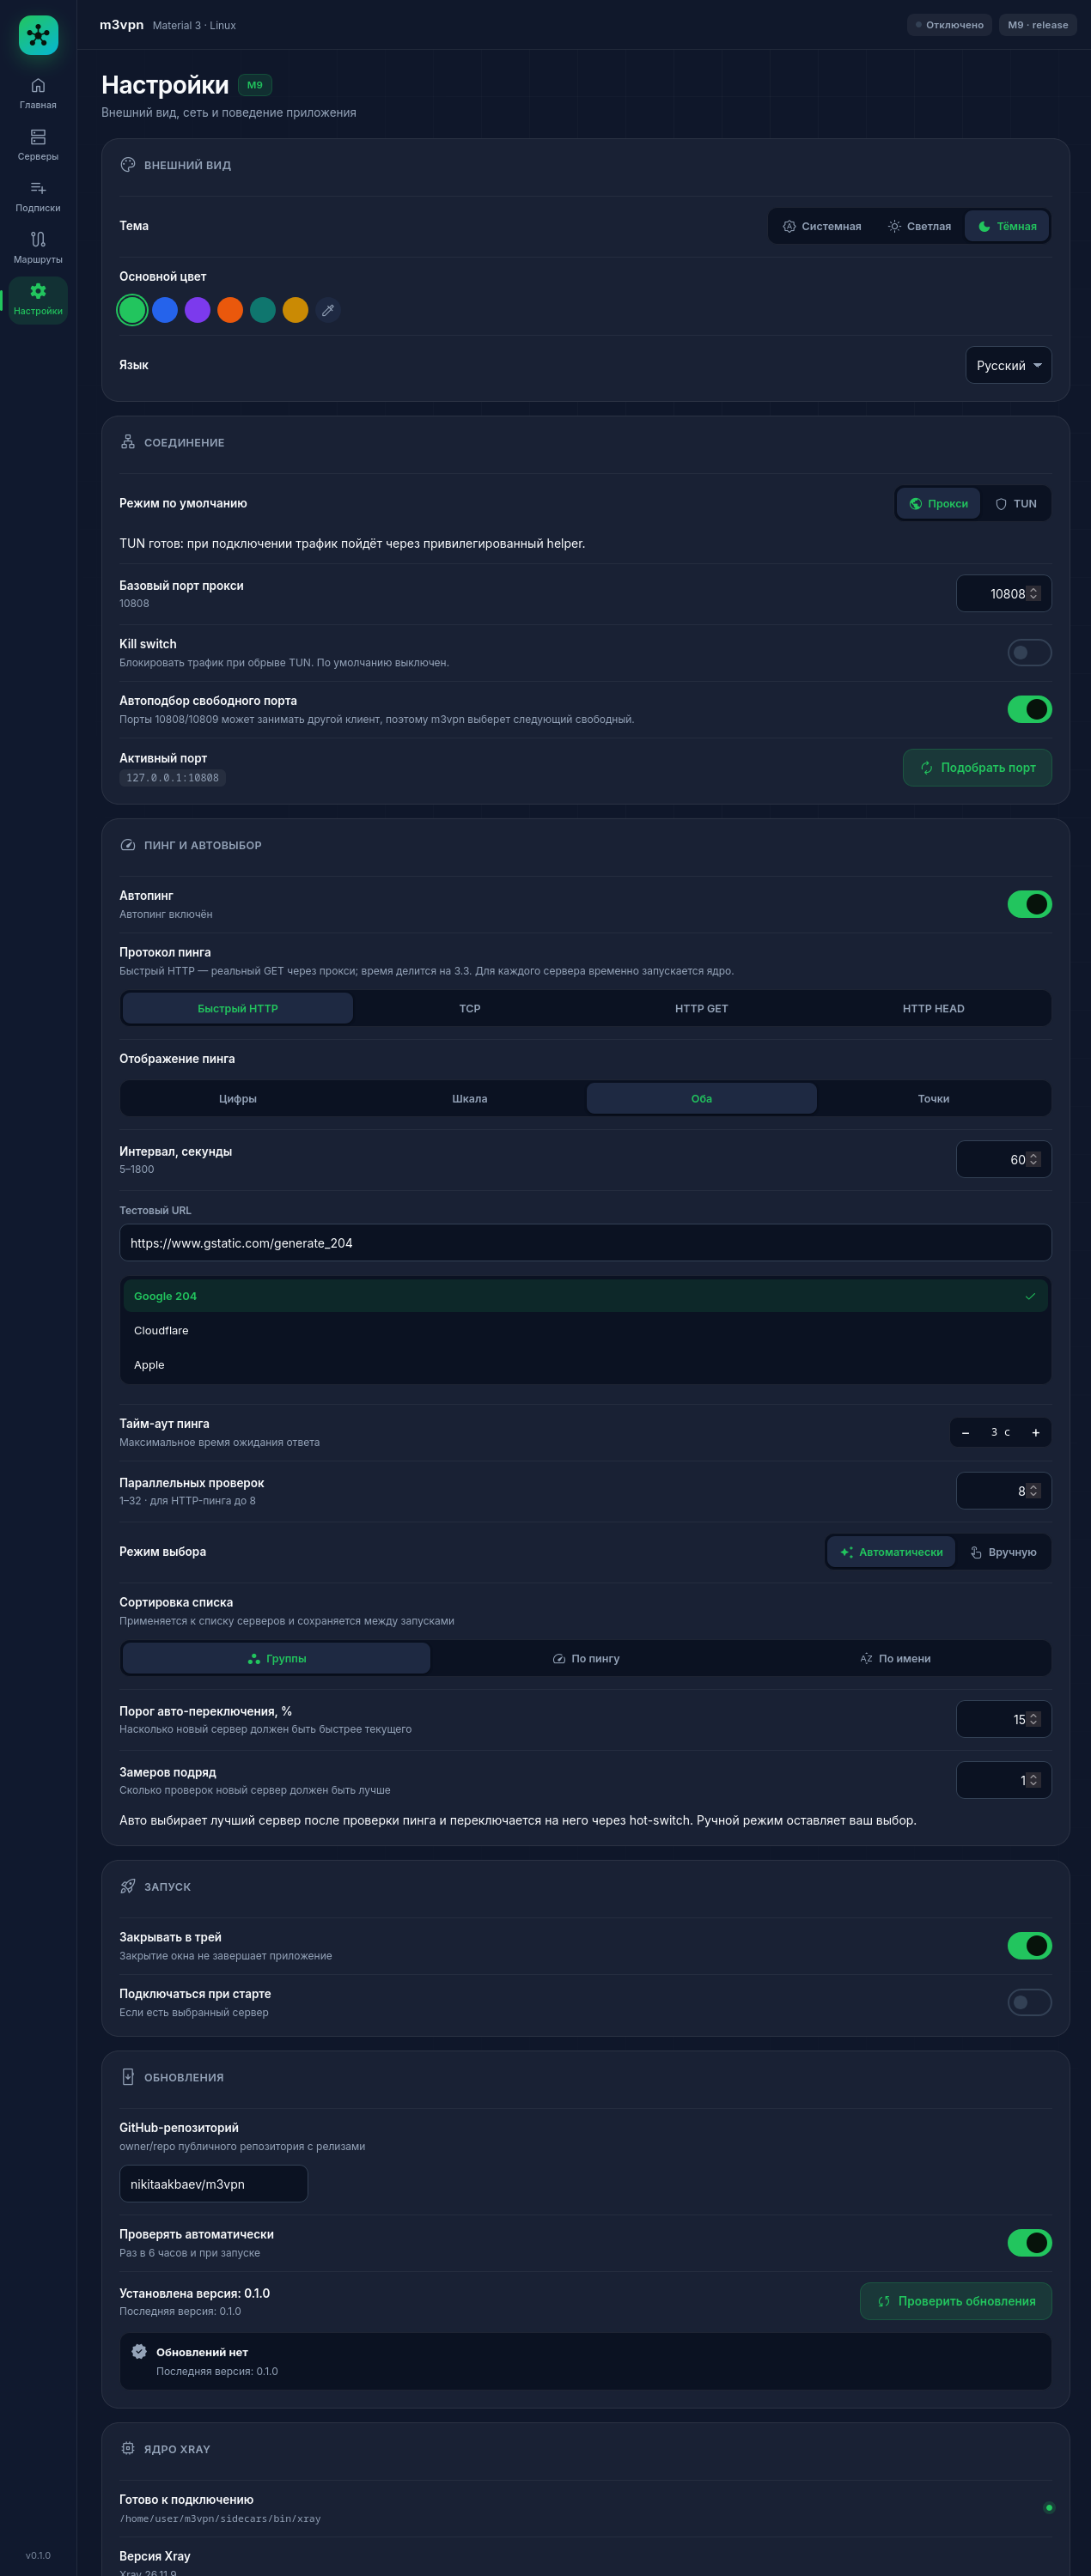 m3vpn Material 3 · Linux
Отключено
M9 · release
Главная
Серверы
Подписки
Маршруты
Настройки
v0.1.0
Настройки M9
Внешний вид, сеть и поведение приложения
ВНЕШНИЙ ВИД
Тема
Системная
Светлая
Тёмная
Основной цвет
Язык
Русский
СОЕДИНЕНИЕ
Режим по умолчанию
Прокси
TUN
TUN готов: при подключении трафик пойдёт через привилегированный helper.
Базовый порт прокси
10808
10808
Kill switch
Блокировать трафик при обрыве TUN. По умолчанию выключен.
Автоподбор свободного порта
Порты 10808/10809 может занимать другой клиент, поэтому m3vpn выберет следующий свободный.
Активный порт
127.0.0.1:10808
Подобрать порт
ПИНГ И АВТОВЫБОР
Автопинг
Автопинг включён
Протокол пинга
Быстрый HTTP — реальный GET через прокси; время делится на 3.3. Для каждого сервера временно запускается ядро.
Быстрый HTTP
TCP
HTTP GET
HTTP HEAD
Отображение пинга
Цифры
Шкала
Оба
Точки
Интервал, секунды
5–1800
60
Тестовый URL
https://www.gstatic.com/generate_204
Google 204
Cloudflare
Apple
Тайм-аут пинга
Максимальное время ожидания ответа
− 3 с +
Параллельных проверок
1–32 · для HTTP-пинга до 8
8
Режим выбора
Автоматически
Вручную
Сортировка списка
Применяется к списку серверов и сохраняется между запусками
Группы
По пингу
По имени
Порог авто-переключения, %
Насколько новый сервер должен быть быстрее текущего
15
Замеров подряд
Сколько проверок новый сервер должен быть лучше
1
Авто выбирает лучший сервер после проверки пинга и переключается на него через hot-switch. Ручной режим оставляет ваш выбор.
ЗАПУСК
Закрывать в трей
Закрытие окна не завершает приложение
Подключаться при старте
Если есть выбранный сервер
ОБНОВЛЕНИЯ
GitHub-репозиторий
owner/repo публичного репозитория с релизами
nikitaakbaev/m3vpn
Проверять автоматически
Раз в 6 часов и при запуске
Установлена версия: 0.1.0
Последняя версия: 0.1.0
Проверить обновления
Обновлений нет
Последняя версия: 0.1.0
ЯДРО XRAY
Готово к подключению
/home/user/m3vpn/sidecars/bin/xray
Версия Xray
Xray 26.11.9